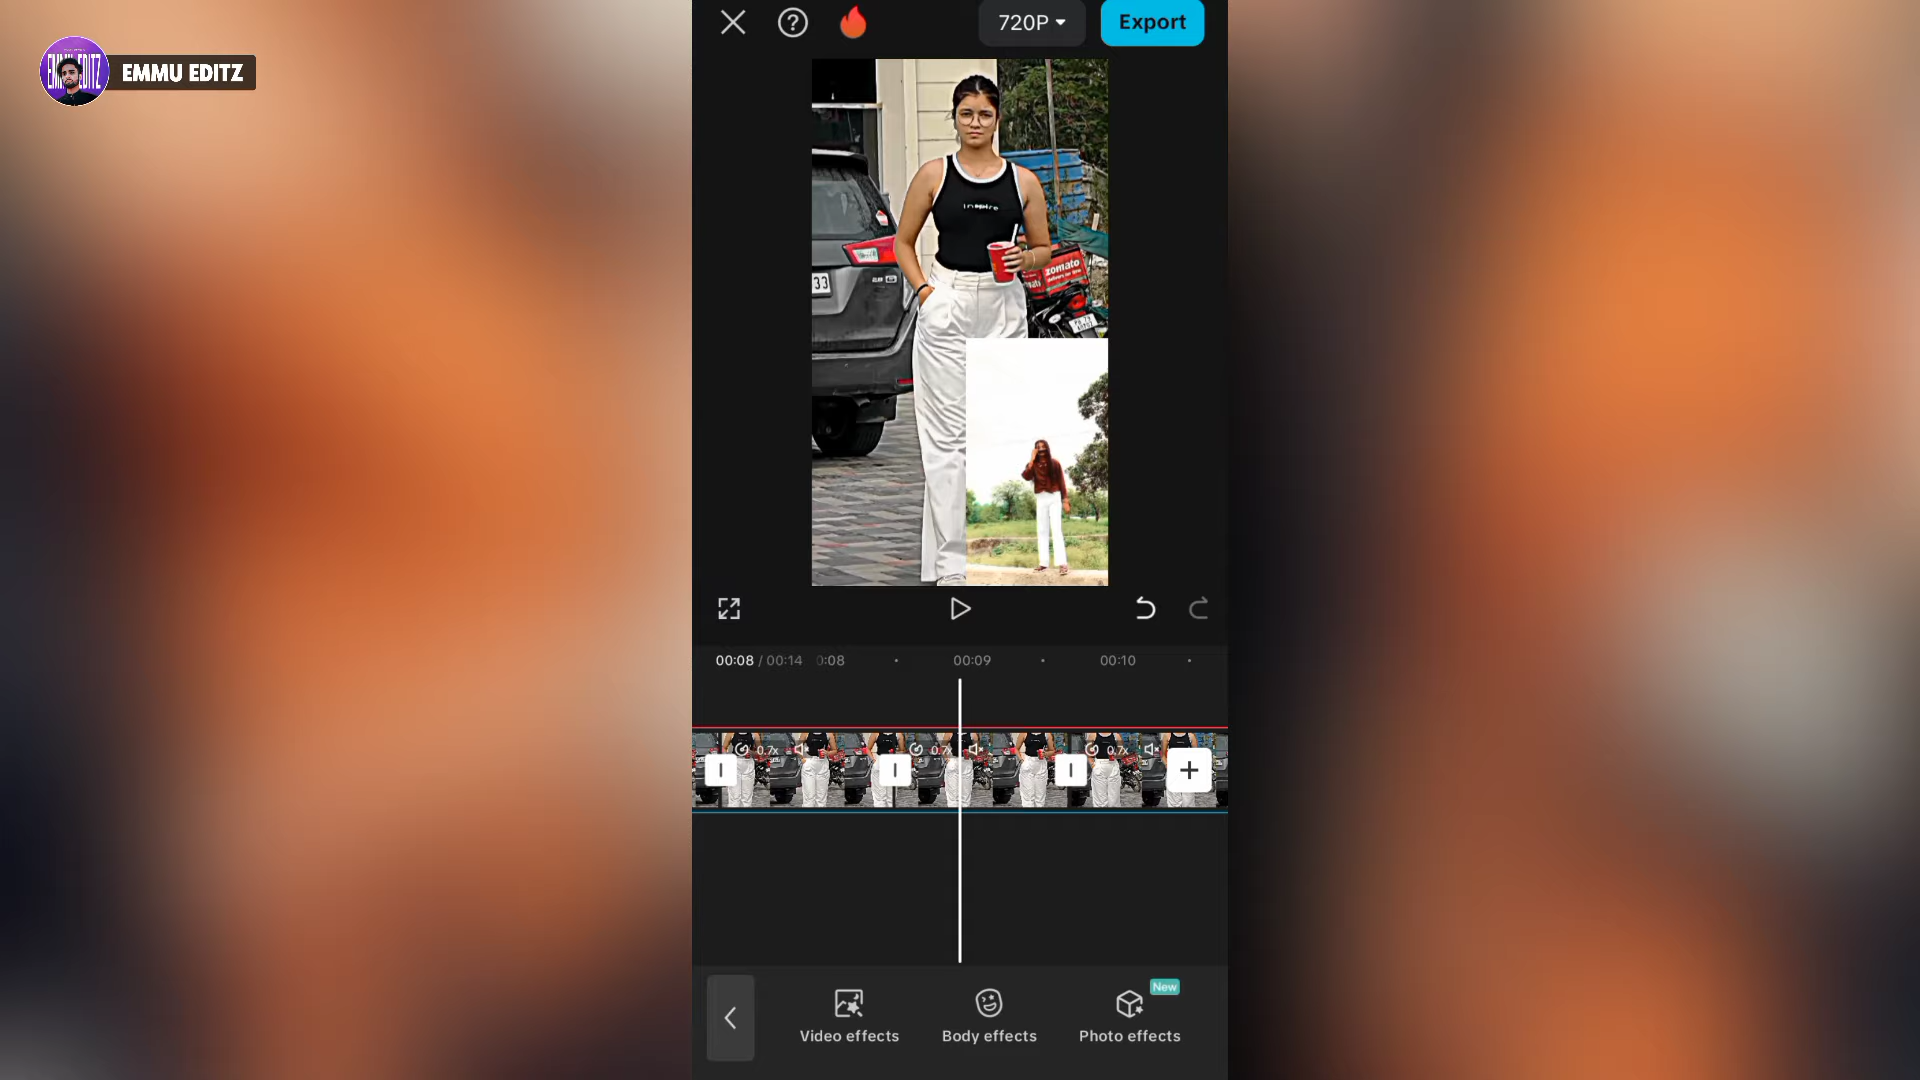 EMMU EDITZ
720P
Export
inspire
zomato
33
00:08 / 00:14
0:08
00:09
00:10
0.7x
0.7x
0.7x
New
Video effects
Body effects
Photo effects